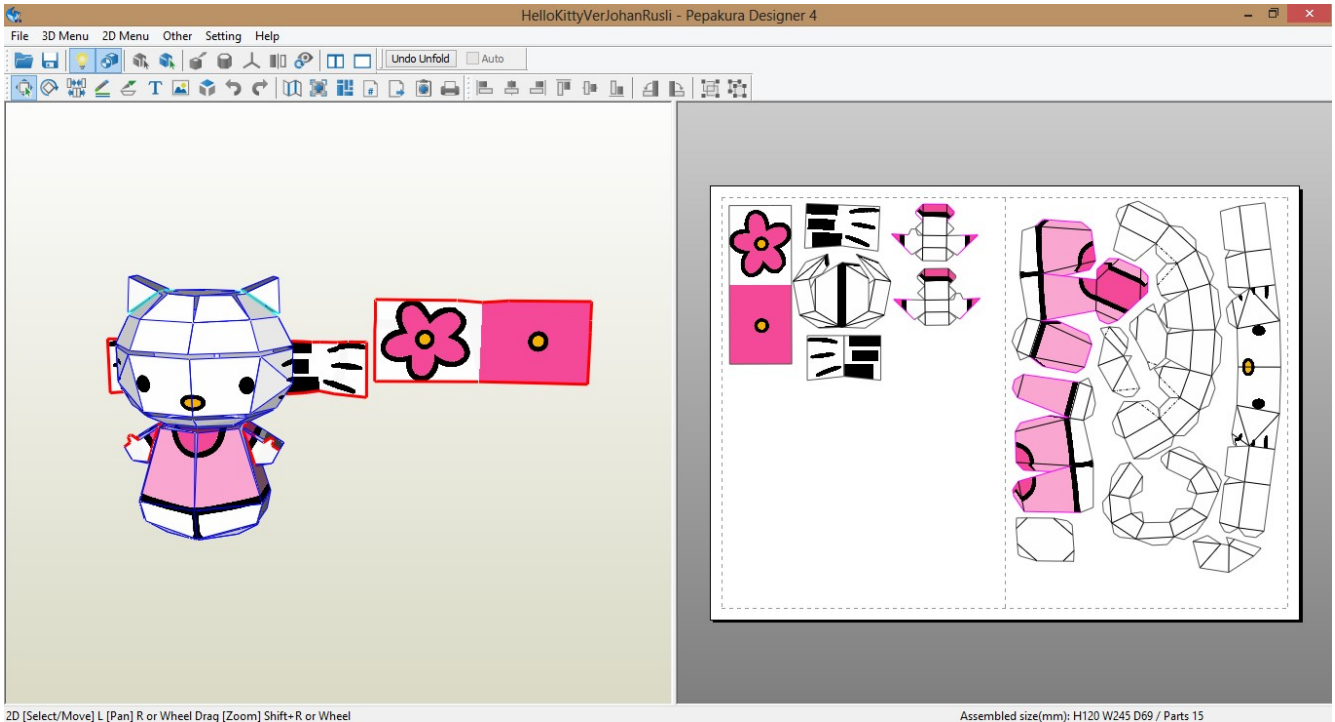 HelloKittyVerJohanRusli - Pepakura Designer 4
File 3D Menu 2D Menu Other Setting Help
Undo Unfold Auto
T #
2D [Select/Move] L [Pan] R or Wheel Drag [Zoom] Shift+R or Wheel
Assembled size(mm): H120 W245 D69 / Parts 15